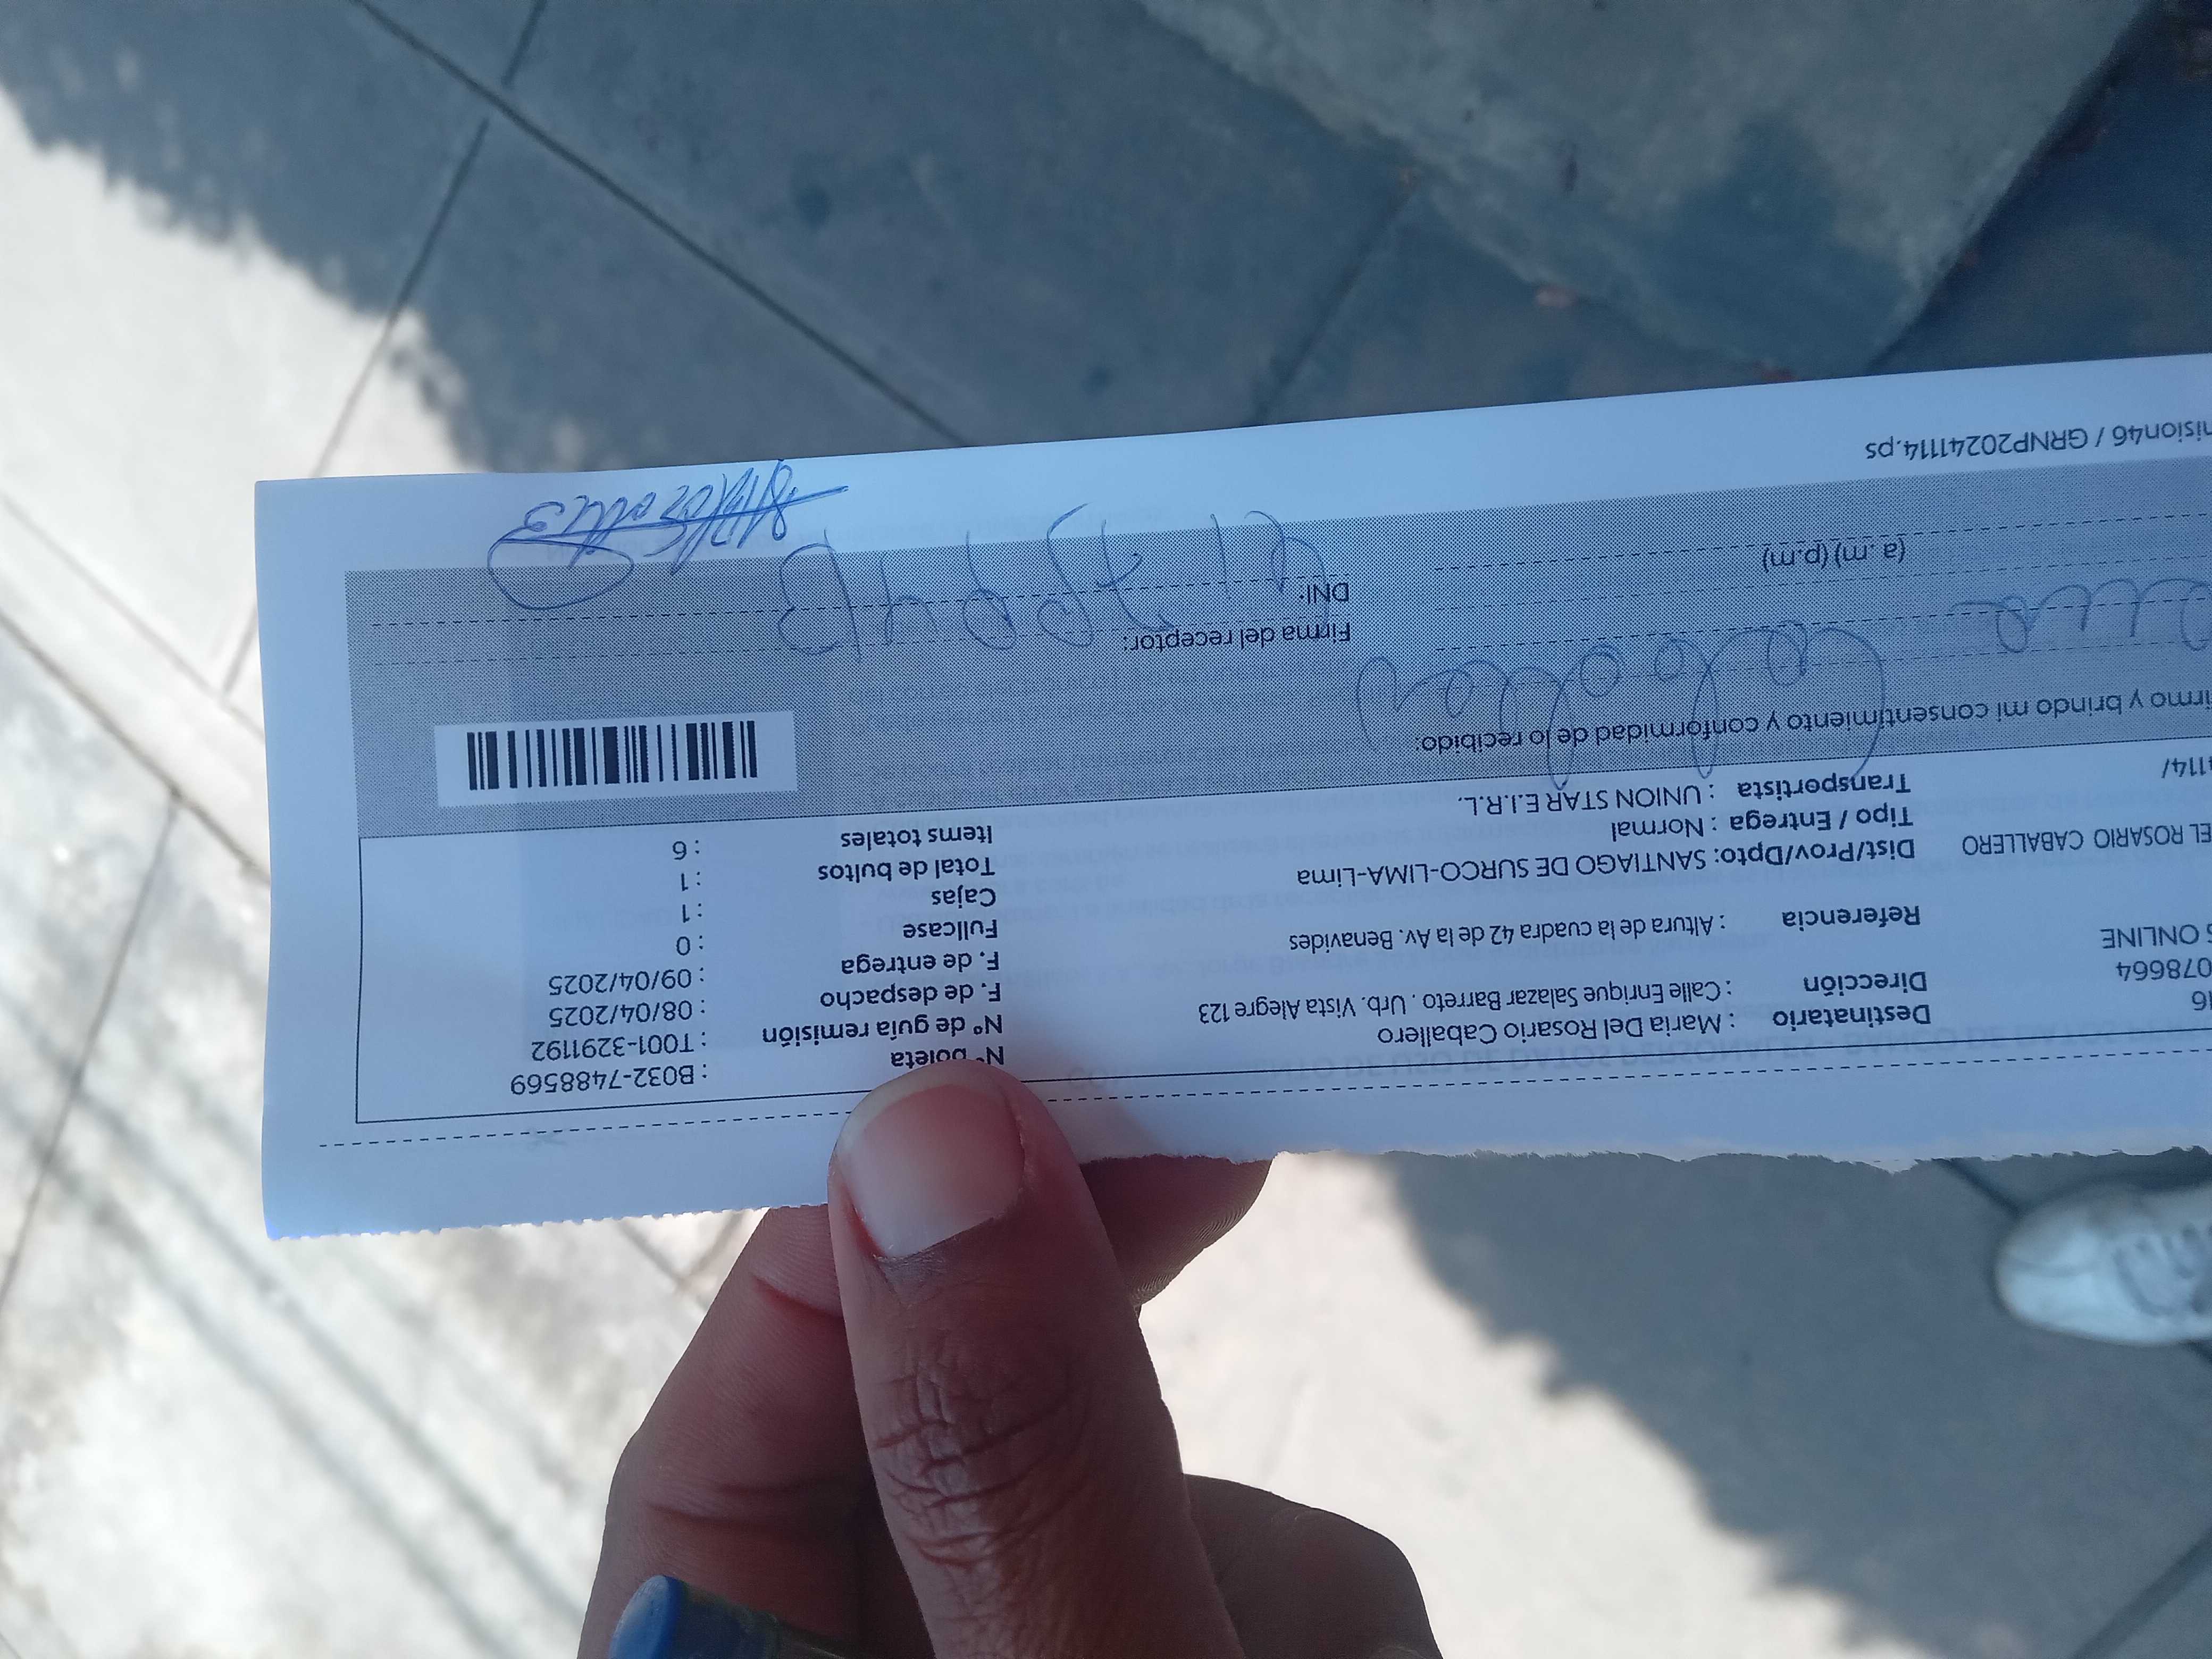 16
078664
S ONLINE
EL ROSARIO CABALLERO
1114/
Destinatario : Maria Del Rosario Caballero
Dirección : Calle Enrique Salazar Barreto . Urb. Vista Alegre 123
Referencia : Altura de la cuadra 42 de la Av. Benavides
Dist/Prov/Dpto: SANTIAGO DE SURCO-LIMA-Lima
Tipo / Entrega : Normal
Transportista : UNION STAR E.I.R.L.
N° boleta : B032-7488569
N° de guía remisión : T001-3291192
F. de despacho : 08/04/2025
F. de entrega : 09/04/2025
Fullcase : 0
Cajas : 1
Total de bultos : 1
Items totales : 6
firmo y brindo mi consentimiento y conformidad de lo recibido:
Firma del receptor:
DNI:
(a. m) (p.m)
mision46 / GRNP20241114.ps